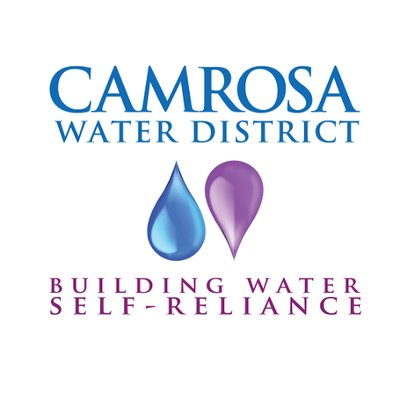 CAMROSA
WATER DISTRICT
BUILDING WATER
SELF-RELIANCE